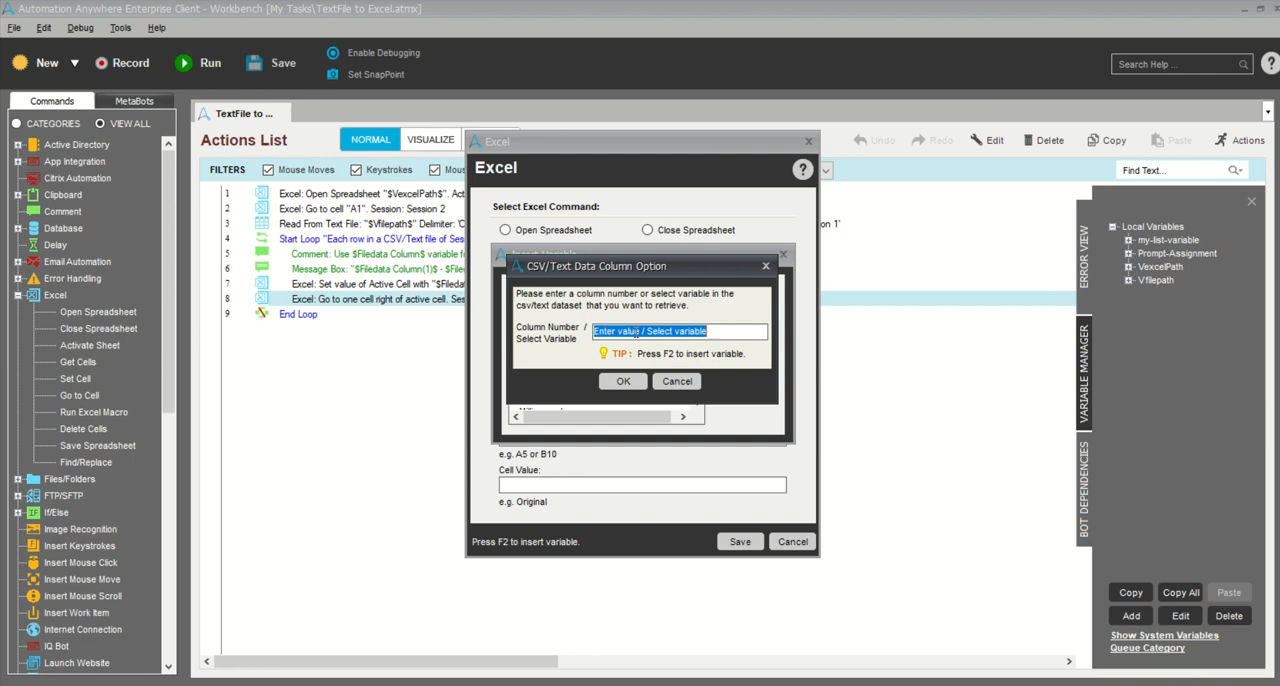 Automation Anywhere Enterprise Client - Workbench [My Tasks\TextFile to Excel.atmx]
File Edit Debug Tools Help
New Record Run Save
Enable Debugging
Set SnapPoint
Search Help ...
Commands MetaBots
CATEGORIES VIEW ALL
Active Directory
App Integration
Citrix Automation
Clipboard
Comment
Database
Delay
Email Automation
Error Handling
Excel
Open Spreadsheet
Close Spreadsheet
Activate Sheet
Get Cells
Set Cell
Go to Cell
Run Excel Macro
Delete Cells
Save Spreadsheet
Find/Replace
Files/Folders
FTP/SFTP
IF If/Else
Image Recognition
Insert Keystrokes
Insert Mouse Click
Insert Mouse Move
Insert Mouse Scroll
Insert Work Item
Internet Connection
IQ Bot
Launch Website
TextFile to ...
Actions List NORMAL VISUALIZE
Undo Redo Edit Delete Copy Paste Actions
FILTERS Mouse Moves Keystrokes
Find Text...
1 Excel: Open Spreadsheet "$VexcelPath$".
2 Excel: Go to cell "A1". Session: Session 2
3 Read From Text File: "$Vfilepath$" Delimiter:
4 Start Loop "Each row in a CSV/Text file of
5 Comment: Use $Filedata Column$ variable
6 Message Box: "$Filedata Column(1)$ -
7 Excel: Set value of Active Cell with
8 Excel: Go to one cell right of active cell.
9 End Loop
Excel
Excel
Select Excel Command:
Open Spreadsheet Close Spreadsheet
CSV/Text Data Column Option
Please enter a column number or select variable in the
csv/text dataset that you want to retrieve.
Column Number /
Select Variable
Enter value / Select variable
TIP : Press F2 to insert variable.
OK Cancel
e.g. A5 or B10
Cell Value:
e.g. Original
Press F2 to insert variable.
Save Cancel
ERROR VIEW
VARIABLE MANAGER
BOT DEPENDENCIES
Local Variables
my-list-variable
Prompt-Assignment
VexcelPath
Vfilepath
Copy Copy All Paste
Add Edit Delete
Show System Variables
Queue Category